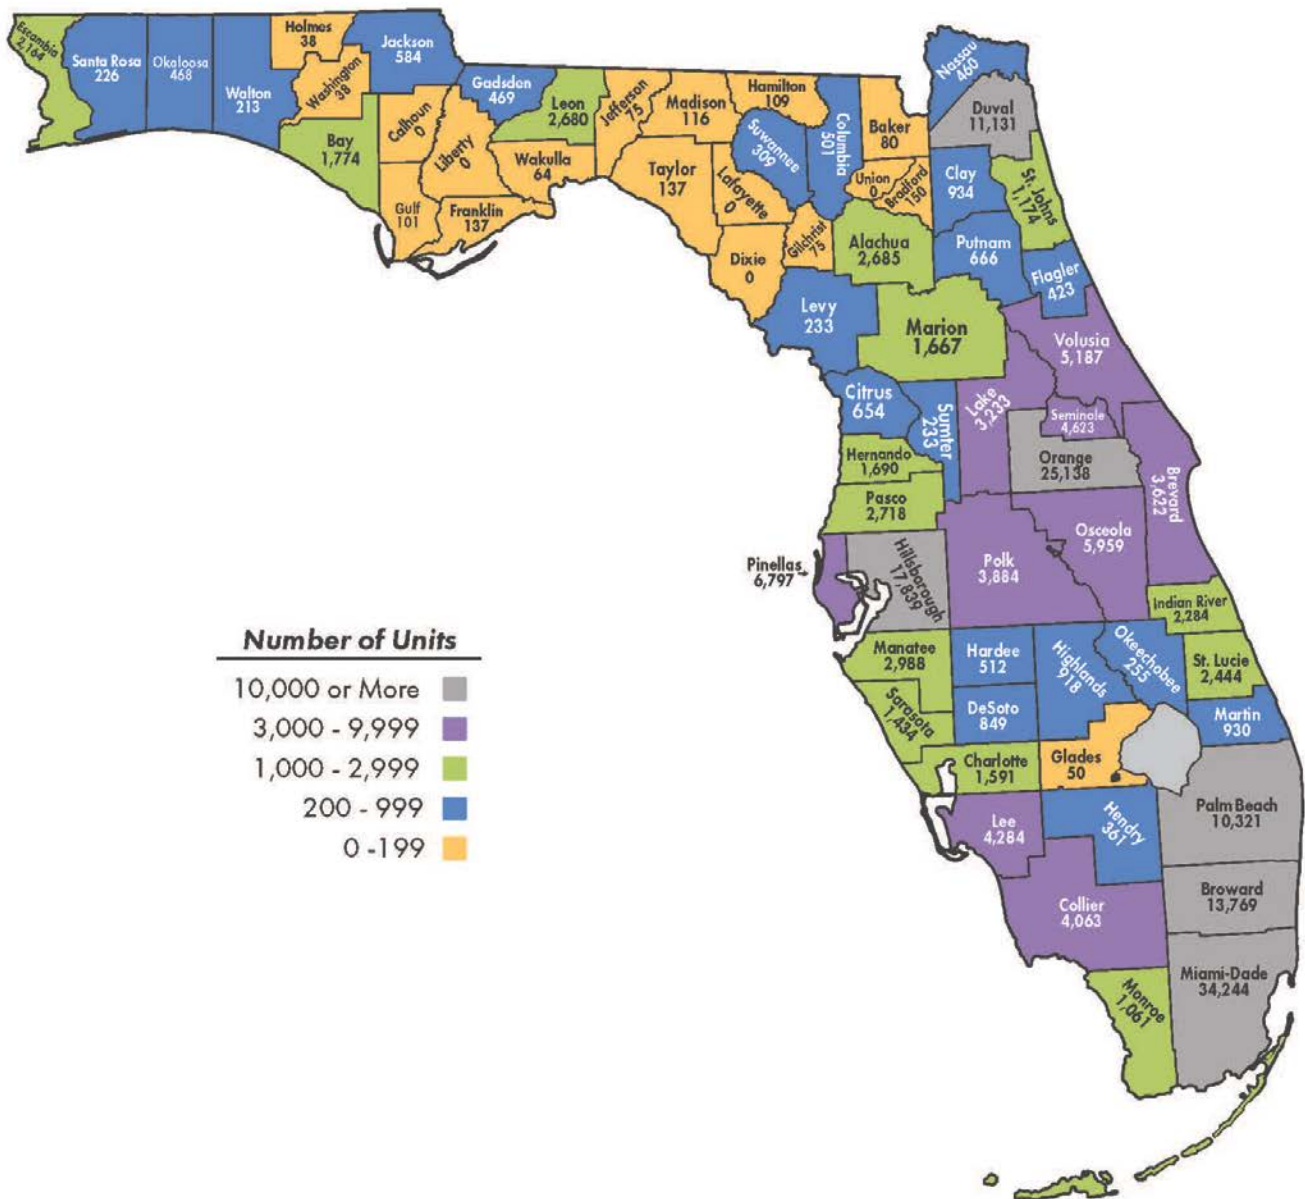 Escambia
2,164
Santa Rosa
226
Okaloosa
468
Walton
213
Holmes
38
Washington
38
Jackson
584
Bay
1,774
Calhoun
0
Gulf
101
Liberty
0
Gadsden
469
Franklin
137
Leon
2,680
Wakulla
64
Jefferson
75
Madison
116
Taylor
137
Hamilton
109
Suwannee
309
Lafayette
0
Dixie
0
Columbia
501
Gilchrist
75
Baker
80
Union
0
Bradford
150
Nassau
460
Duval
11,131
Clay
934
St. Johns
1,174
Alachua
2,685
Putnam
666
Flagler
423
Levy
233
Marion
1,667
Volusia
5,187
Citrus
654
Sumter
233
Lake
3,233
Seminole
4,623
Orange
25,138
Brevard
3,622
Hernando
1,690
Pasco
2,718
Pinellas
6,797
Hillsborough
17,839
Polk
3,884
Osceola
5,959
Indian River
2,284
Manatee
2,988
Hardee
512
Highlands
918
Okeechobee
255
St. Lucie
2,444
Sarasota
1,434
DeSoto
849
Martin
930
Charlotte
1,591
Glades
50
Lee
4,284
Hendry
361
Palm Beach
10,321
Collier
4,063
Broward
13,769
Miami-Dade
34,244
Monroe
1,061
Number of Units
10,000 or More
3,000 - 9,999
1,000 - 2,999
200 - 999
0 -199